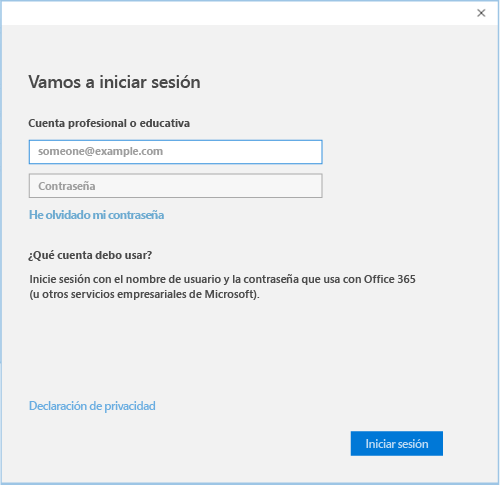 Vamos a iniciar sesión
Cuenta profesional o educativa
someone@example.com
Contraseña
He olvidado mi contraseña
¿Qué cuenta debo usar?
Inicie sesión con el nombre de usuario y la contraseña que usa con Office 365
(u otros servicios empresariales de Microsoft).
Declaración de privacidad
Iniciar sesión